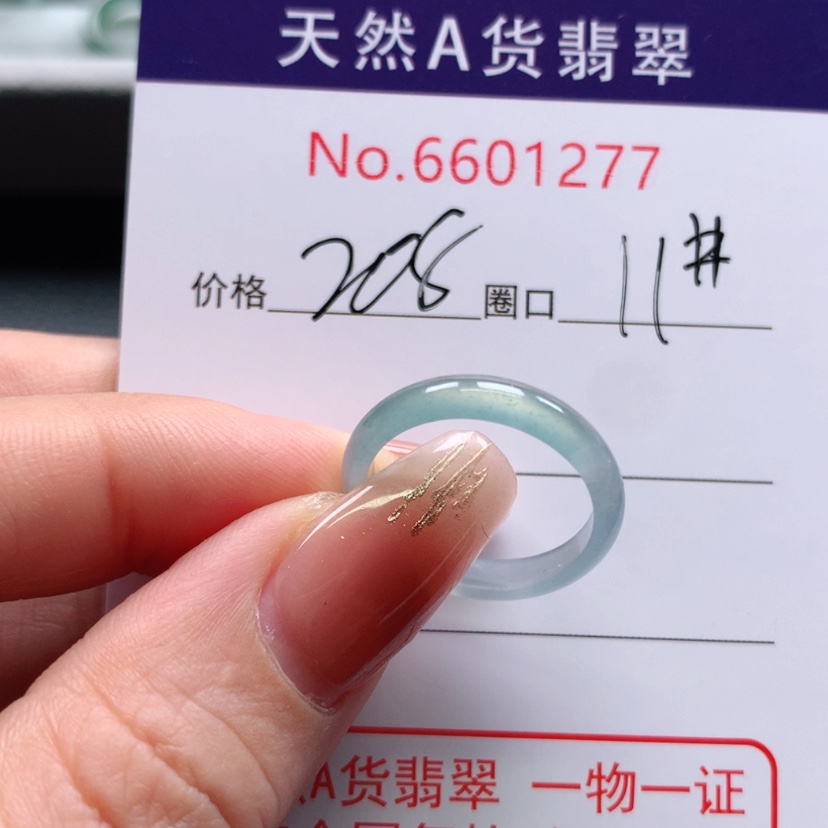 天然A货翡翠
No.6601277
价格 208 圈口 11#
A货翡翠 一物一证